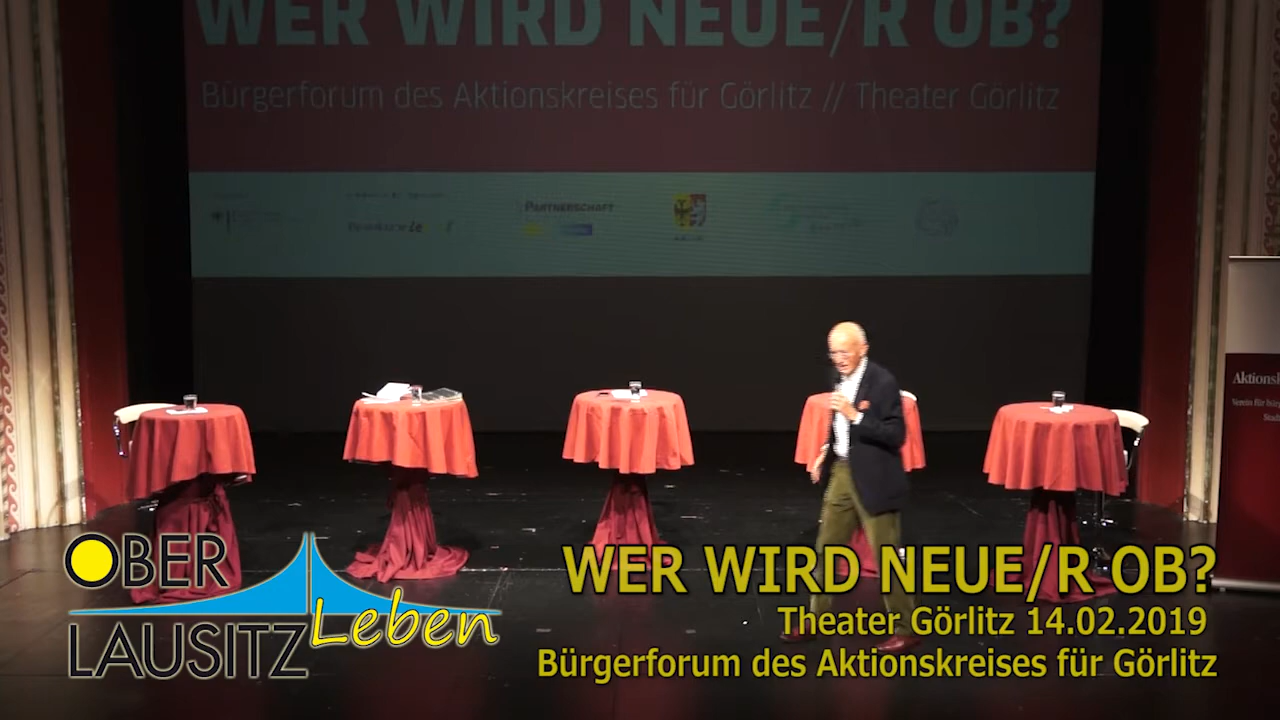 WER WIRD NEUE/R OB?
Bürgerforum des Aktionskreises für Görlitz // Theater Görlitz
PARTNERSCHAFT
OBER
LAUSITZ Leben
WER WIRD NEUE/R OB?
Theater Görlitz 14.02.2019
Bürgerforum des Aktionskreises für Görlitz